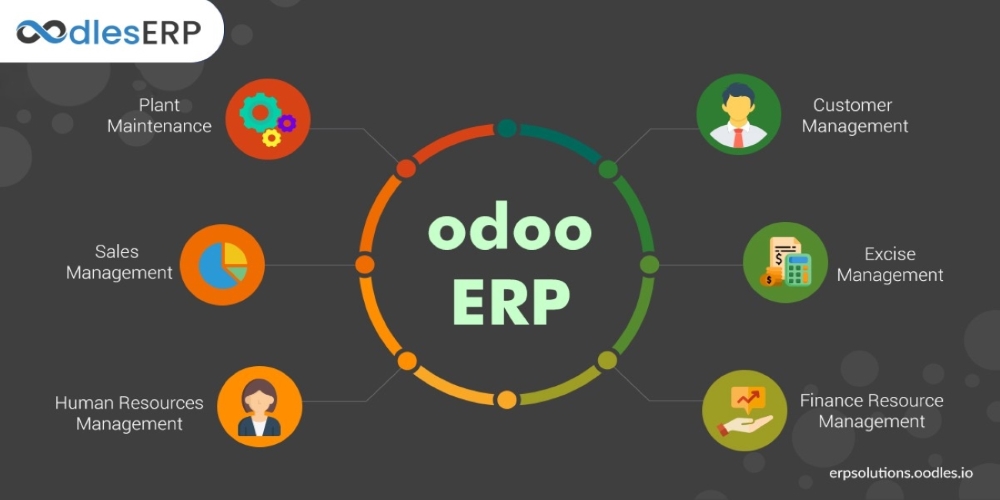 oodlesERP
Plant
Maintenance
Customer
Management
odoo
ERP
Sales
Management
Excise
Management
$
$
Human Resources
Management
Finance Resource
Management
erpsolutions.oodles.io